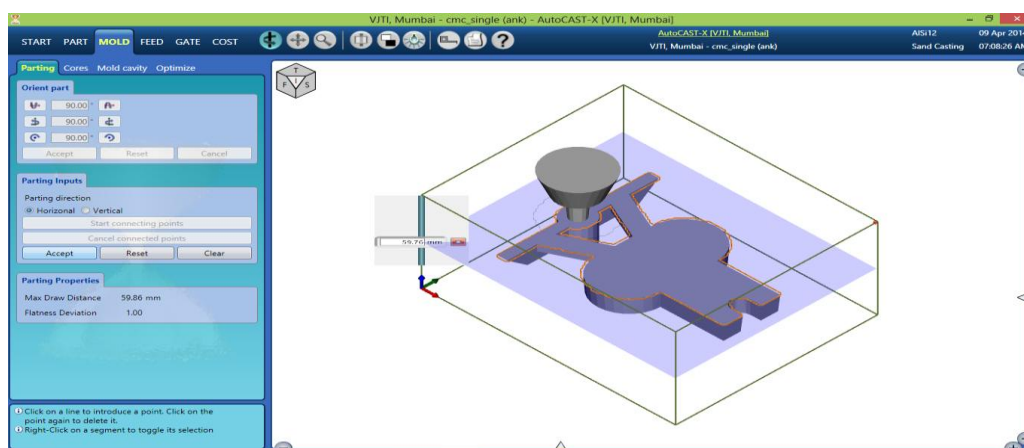 VJTI, Mumbai - cmc_single (ank) - AutoCAST-X [VJTI, Mumbai]
START PART MOLD FEED GATE COST
AutoCAST-X [VJTI, Mumbai]
VJTI, Mumbai - cmc_single (ank)
AlSi12
Sand Casting
09 Apr 201
07:08:26 AM
Parting Cores Mold cavity Optimize
Orient part
90.00 °
90.00 °
90.00 °
Accept Reset Cancel
Parting Inputs
Parting direction
Horizonal Vertical
Start connecting points
Cancel connected points
Accept Reset Clear
Parting Properties
Max Draw Distance 59.86 mm
Flatness Deviation 1.00
Click on a line to introduce a point. Click on the
point again to delete it.
Right-Click on a segment to toggle its selection
T
F I S
59.76 mm